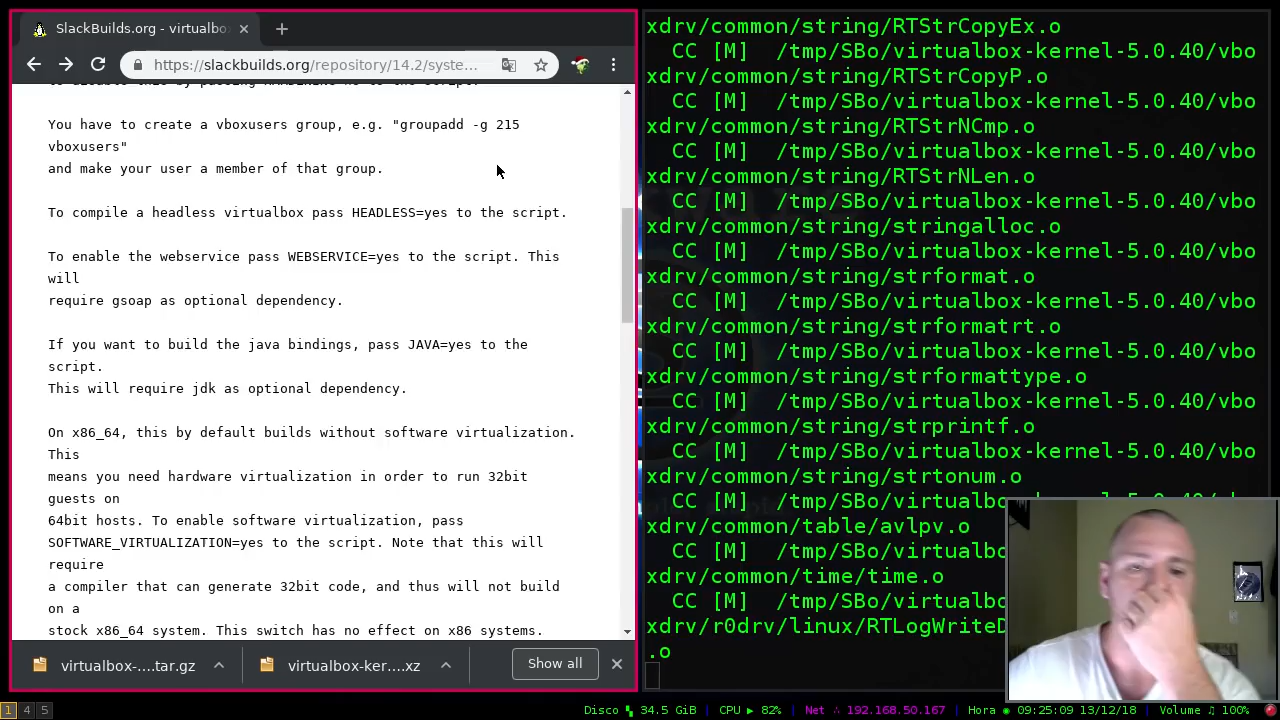 SlackBuilds.org - virtualbo
https://slackbuilds.org/repository/14.2/syste...
You have to create a vboxusers group, e.g. "groupadd -g 215
vboxusers"
and make your user a member of that group.
To compile a headless virtualbox pass HEADLESS=yes to the script.
To enable the webservice pass WEBSERVICE=yes to the script. This
will
require gsoap as optional dependency.
If you want to build the java bindings, pass JAVA=yes to the
script.
This will require jdk as optional dependency.
On x86_64, this by default builds without software virtualization.
This
means you need hardware virtualization in order to run 32bit
guests on
64bit hosts. To enable software virtualization, pass
SOFTWARE_VIRTUALIZATION=yes to the script. Note that this will
require
a compiler that can generate 32bit code, and thus will not build
on a
stock x86_64 system. This switch has no effect on x86 systems.
virtualbox-....tar.gz
virtualbox-ker....xz
Show all
xdrv/common/string/RTStrCopyEx.o
CC [M] /tmp/SBo/virtualbox-kernel-5.0.40/vbo
xdrv/common/string/RTStrCopyP.o
CC [M] /tmp/SBo/virtualbox-kernel-5.0.40/vbo
xdrv/common/string/RTStrNCmp.o
CC [M] /tmp/SBo/virtualbox-kernel-5.0.40/vbo
xdrv/common/string/RTStrNLen.o
CC [M] /tmp/SBo/virtualbox-kernel-5.0.40/vbo
xdrv/common/string/stringalloc.o
CC [M] /tmp/SBo/virtualbox-kernel-5.0.40/vbo
xdrv/common/string/strformat.o
CC [M] /tmp/SBo/virtualbox-kernel-5.0.40/vbo
xdrv/common/string/strformatrt.o
CC [M] /tmp/SBo/virtualbox-kernel-5.0.40/vbo
xdrv/common/string/strformattype.o
CC [M] /tmp/SBo/virtualbox-kernel-5.0.40/vbo
xdrv/common/string/strprintf.o
CC [M] /tmp/SBo/virtualbox-kernel-5.0.40/vbo
xdrv/common/string/strtonum.o
CC [M] /tmp/SBo/virtualbo
xdrv/common/table/avlpv.o
CC [M] /tmp/SBo/virtualbo
xdrv/common/time/time.o
CC [M] /tmp/SBo/virtualbo
xdrv/r0drv/linux/RTLogWriteD
.o
1 4 5
Disco 34.5 GiB | CPU ▶ 82% | Net ∴ 192.168.50.167 | Hora ◉ 09:25:09 13/12/18 | Volume ♫ 100%